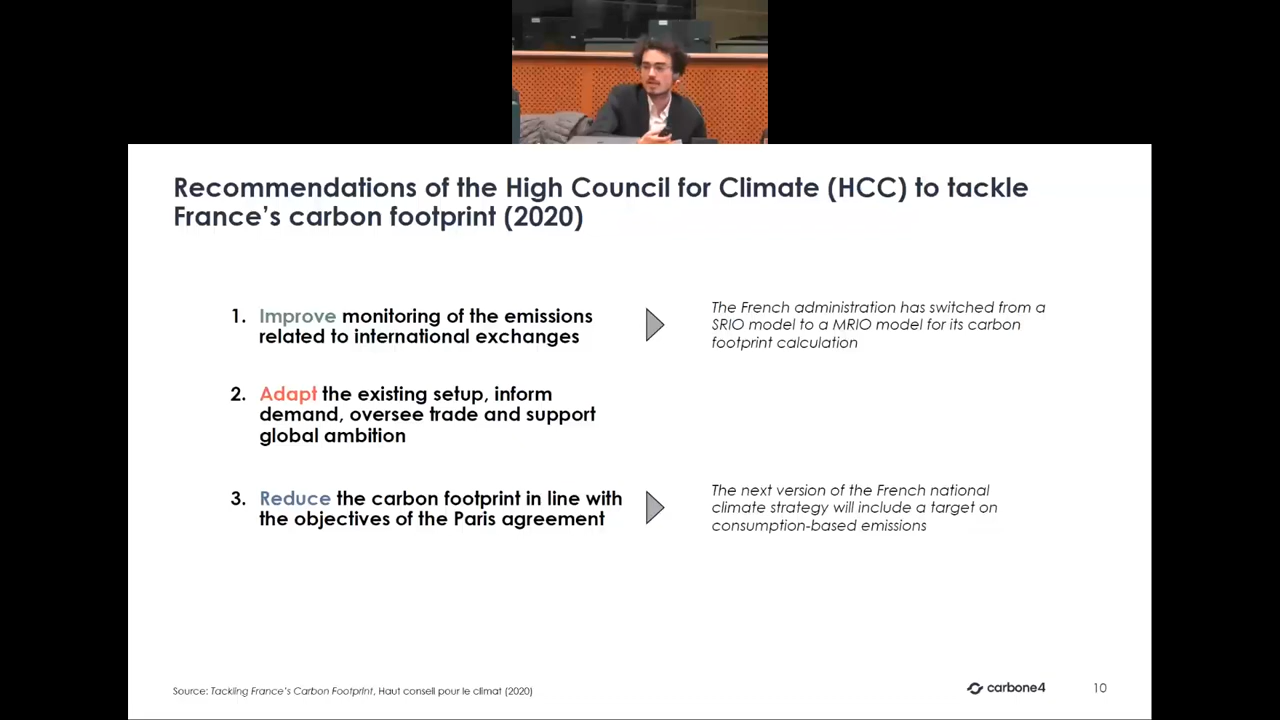 Recommendations of the High Council for Climate (HCC) to tackle
France’s carbon footprint (2020)
1. Improve monitoring of the emissions
related to international exchanges
The French administration has switched from a
SRIO model to a MRIO model for its carbon
footprint calculation
2. Adapt the existing setup, inform
demand, oversee trade and support
global ambition
3. Reduce the carbon footprint in line with
the objectives of the Paris agreement
The next version of the French national
climate strategy will include a target on
consumption-based emissions
Source: Tackling France’s Carbon Footprint, Haut conseil pour le climat (2020)
carbone4
10